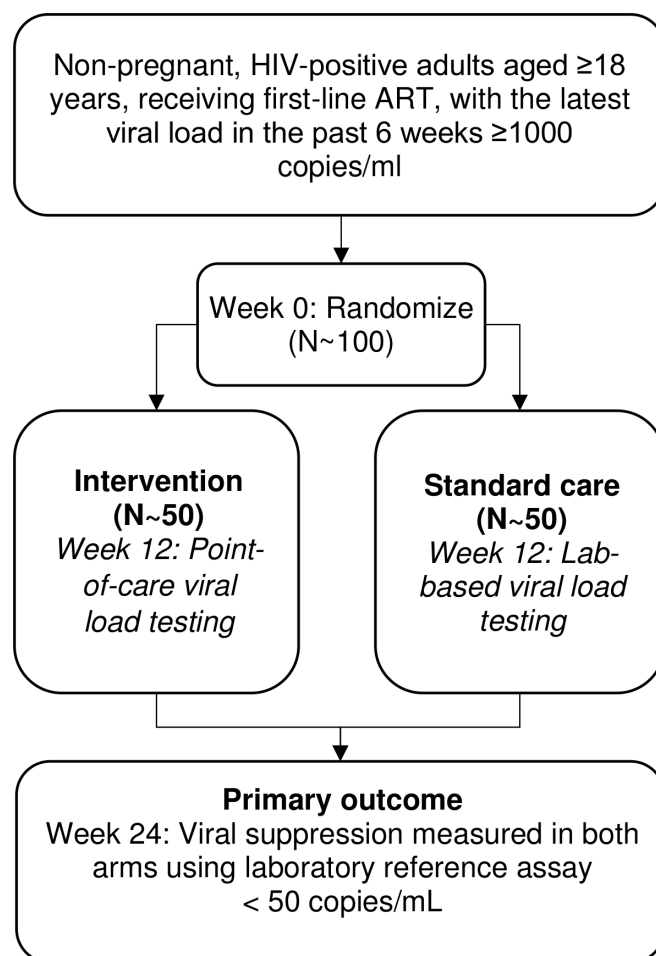 Non-pregnant, HIV-positive adults aged ≥18
years, receiving first-line ART, with the latest
viral load in the past 6 weeks ≥1000
copies/ml
Week 0: Randomize
(N~100)
Intervention
(N~50)
Week 12: Point-
of-care viral
load testing
Standard care
(N~50)
Week 12: Lab-
based viral load
testing
Primary outcome
Week 24: Viral suppression measured in both
arms using laboratory reference assay
< 50 copies/mL